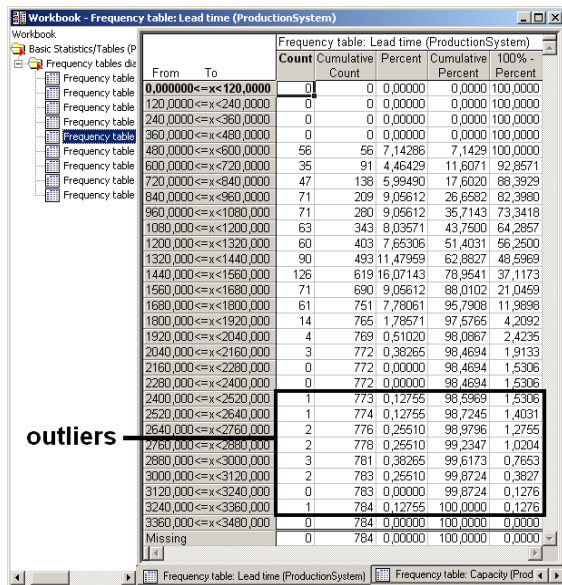 Workbook - Frequency table: Lead time (ProductionSystem)
Workbook
Basic Statistics/Tables (P
Frequency tables dia
Frequency table
Frequency table
Frequency table
Frequency table
Frequency table
Frequency table
Frequency table
Frequency table
Frequency table
Frequency table: Lead time (ProductionSystem)
From To Count Cumulative Count Percent Cumulative Percent 100% - Percent
0,000000<=x<120,0000 0 0 0,00000 0,0000 100,0000
120,0000<=x<240,0000 0 0 0,00000 0,0000 100,0000
240,0000<=x<360,0000 0 0 0,00000 0,0000 100,0000
360,0000<=x<480,0000 0 0 0,00000 0,0000 100,0000
480,0000<=x<600,0000 56 56 7,14286 7,1429 100,0000
600,0000<=x<720,0000 35 91 4,46429 11,6071 92,8571
720,0000<=x<840,0000 47 138 5,99490 17,6020 88,3929
840,0000<=x<960,0000 71 209 9,05612 26,6582 82,3980
960,0000<=x<1080,000 71 280 9,05612 35,7143 73,3418
1080,000<=x<1200,000 63 343 8,03571 43,7500 64,2857
1200,000<=x<1320,000 60 403 7,65306 51,4031 56,2500
1320,000<=x<1440,000 90 493 11,47959 62,8827 48,5969
1440,000<=x<1560,000 126 619 16,07143 78,9541 37,1173
1560,000<=x<1680,000 71 690 9,05612 88,0102 21,0459
1680,000<=x<1800,000 61 751 7,78061 95,7908 11,9898
1800,000<=x<1920,000 14 765 1,78571 97,5765 4,2092
1920,000<=x<2040,000 4 769 0,51020 98,0867 2,4235
2040,000<=x<2160,000 3 772 0,38265 98,4694 1,9133
2160,000<=x<2280,000 0 772 0,00000 98,4694 1,5306
2280,000<=x<2400,000 0 772 0,00000 98,4694 1,5306
2400,000<=x<2520,000 1 773 0,12755 98,5969 1,5306
2520,000<=x<2640,000 1 774 0,12755 98,7245 1,4031
2640,000<=x<2760,000 2 776 0,25510 98,9796 1,2755
outliers
2760,000<=x<2880,000 2 778 0,25510 99,2347 1,0204
2880,000<=x<3000,000 3 781 0,38265 99,6173 0,7653
3000,000<=x<3120,000 2 783 0,25510 99,8724 0,3827
3120,000<=x<3240,000 0 783 0,00000 99,8724 0,1276
3240,000<=x<3360,000 1 784 0,12755 100,0000 0,1276
3360,000<=x<3480,000 0 784 0,00000 100,0000 0,0000
Missing 0 784 0,00000 100,0000 0,0000
Frequency table: Lead time (ProductionSystem)
Frequency table: Capacity (Prod